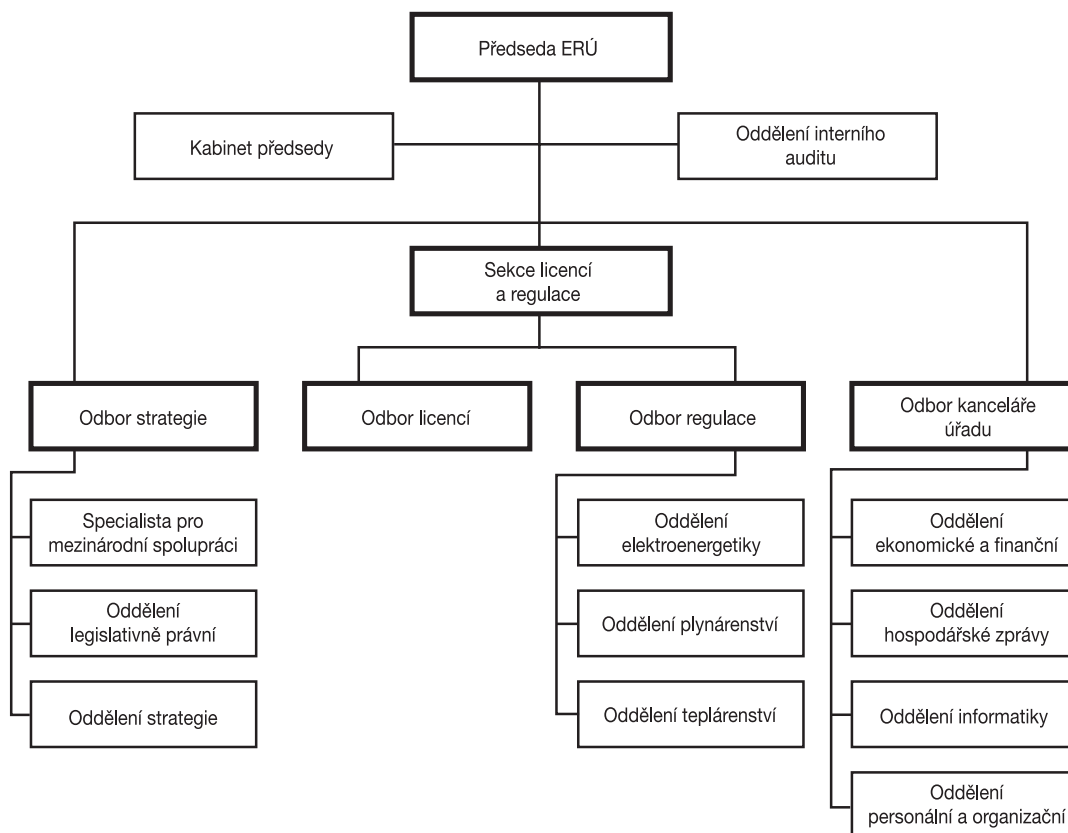 Předseda ERÚ
Kabinet předsedy
Oddělení interního
auditu
Sekce licencí
a regulace
Odbor strategie
Odbor licencí
Odbor regulace
Odbor kanceláře
úřadu
Specialista pro
mezinárodní spolupráci
Oddělení
legislativně právní
Oddělení strategie
Oddělení
elektroenergetiky
Oddělení plynárenství
Oddělení teplárenství
Oddělení
ekonomické a finanční
Oddělení
hospodářské zprávy
Oddělení informatiky
Oddělení
personální a organizační